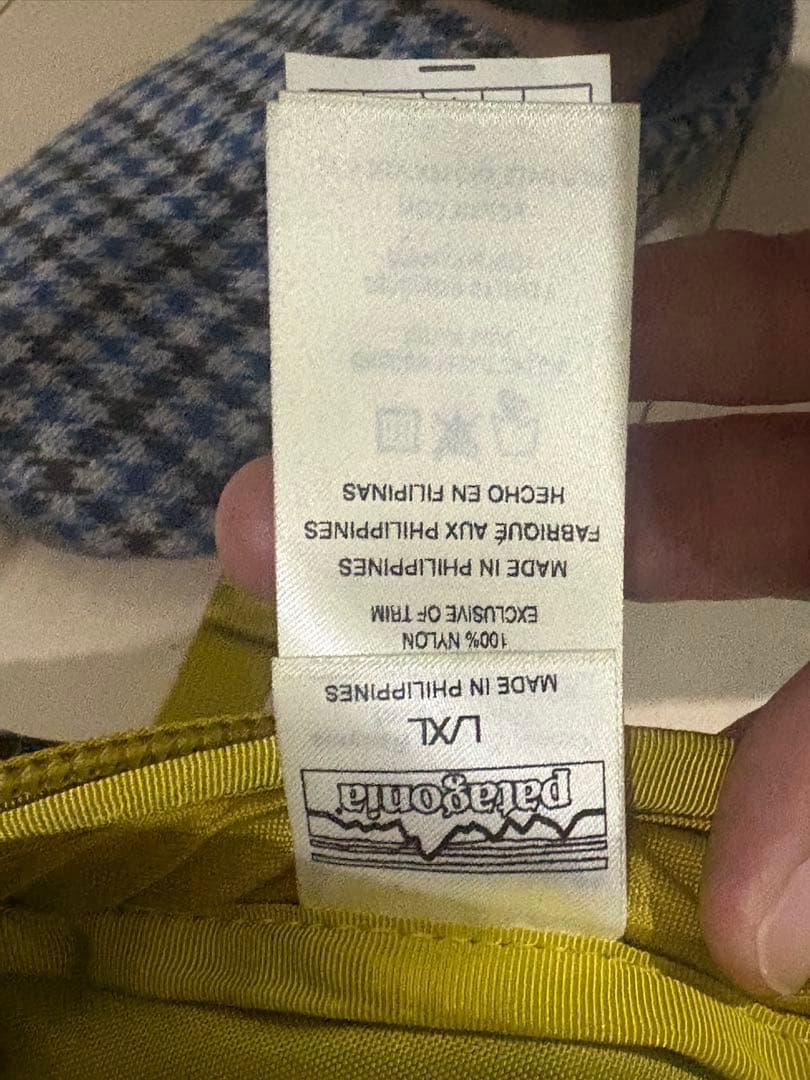 patagonia
L/XL
MADE IN PHILIPPINES
100% NYLON
EXCLUSIVE OF TRIM
MADE IN PHILIPPINES
FABRIQUÉ AUX PHILIPPINES
HECHO EN FILIPINAS